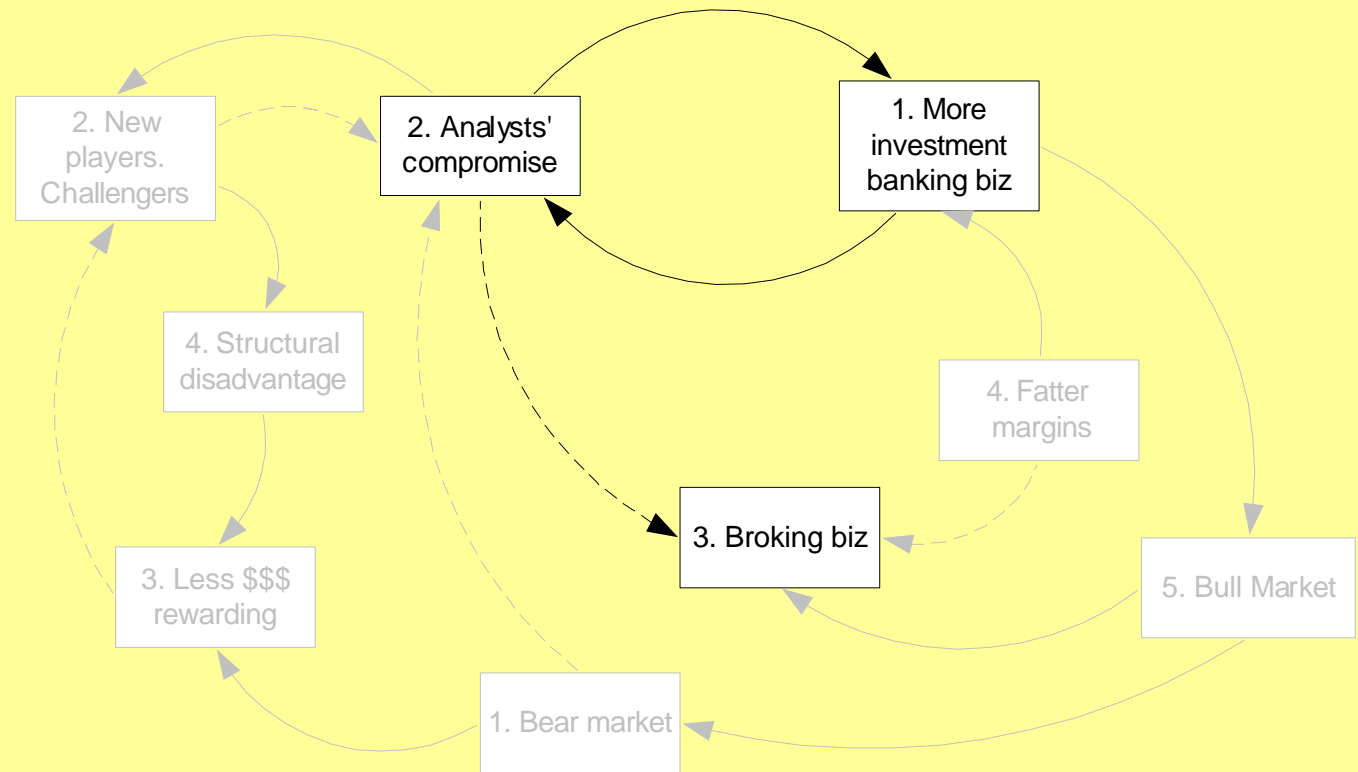 2. New
players.
Challengers
2. Analysts'
compromise
1. More
investment
banking biz
4. Structural
disadvantage
4. Fatter
margins
3. Broking biz
3. Less $$$
rewarding
5. Bull Market
1. Bear market